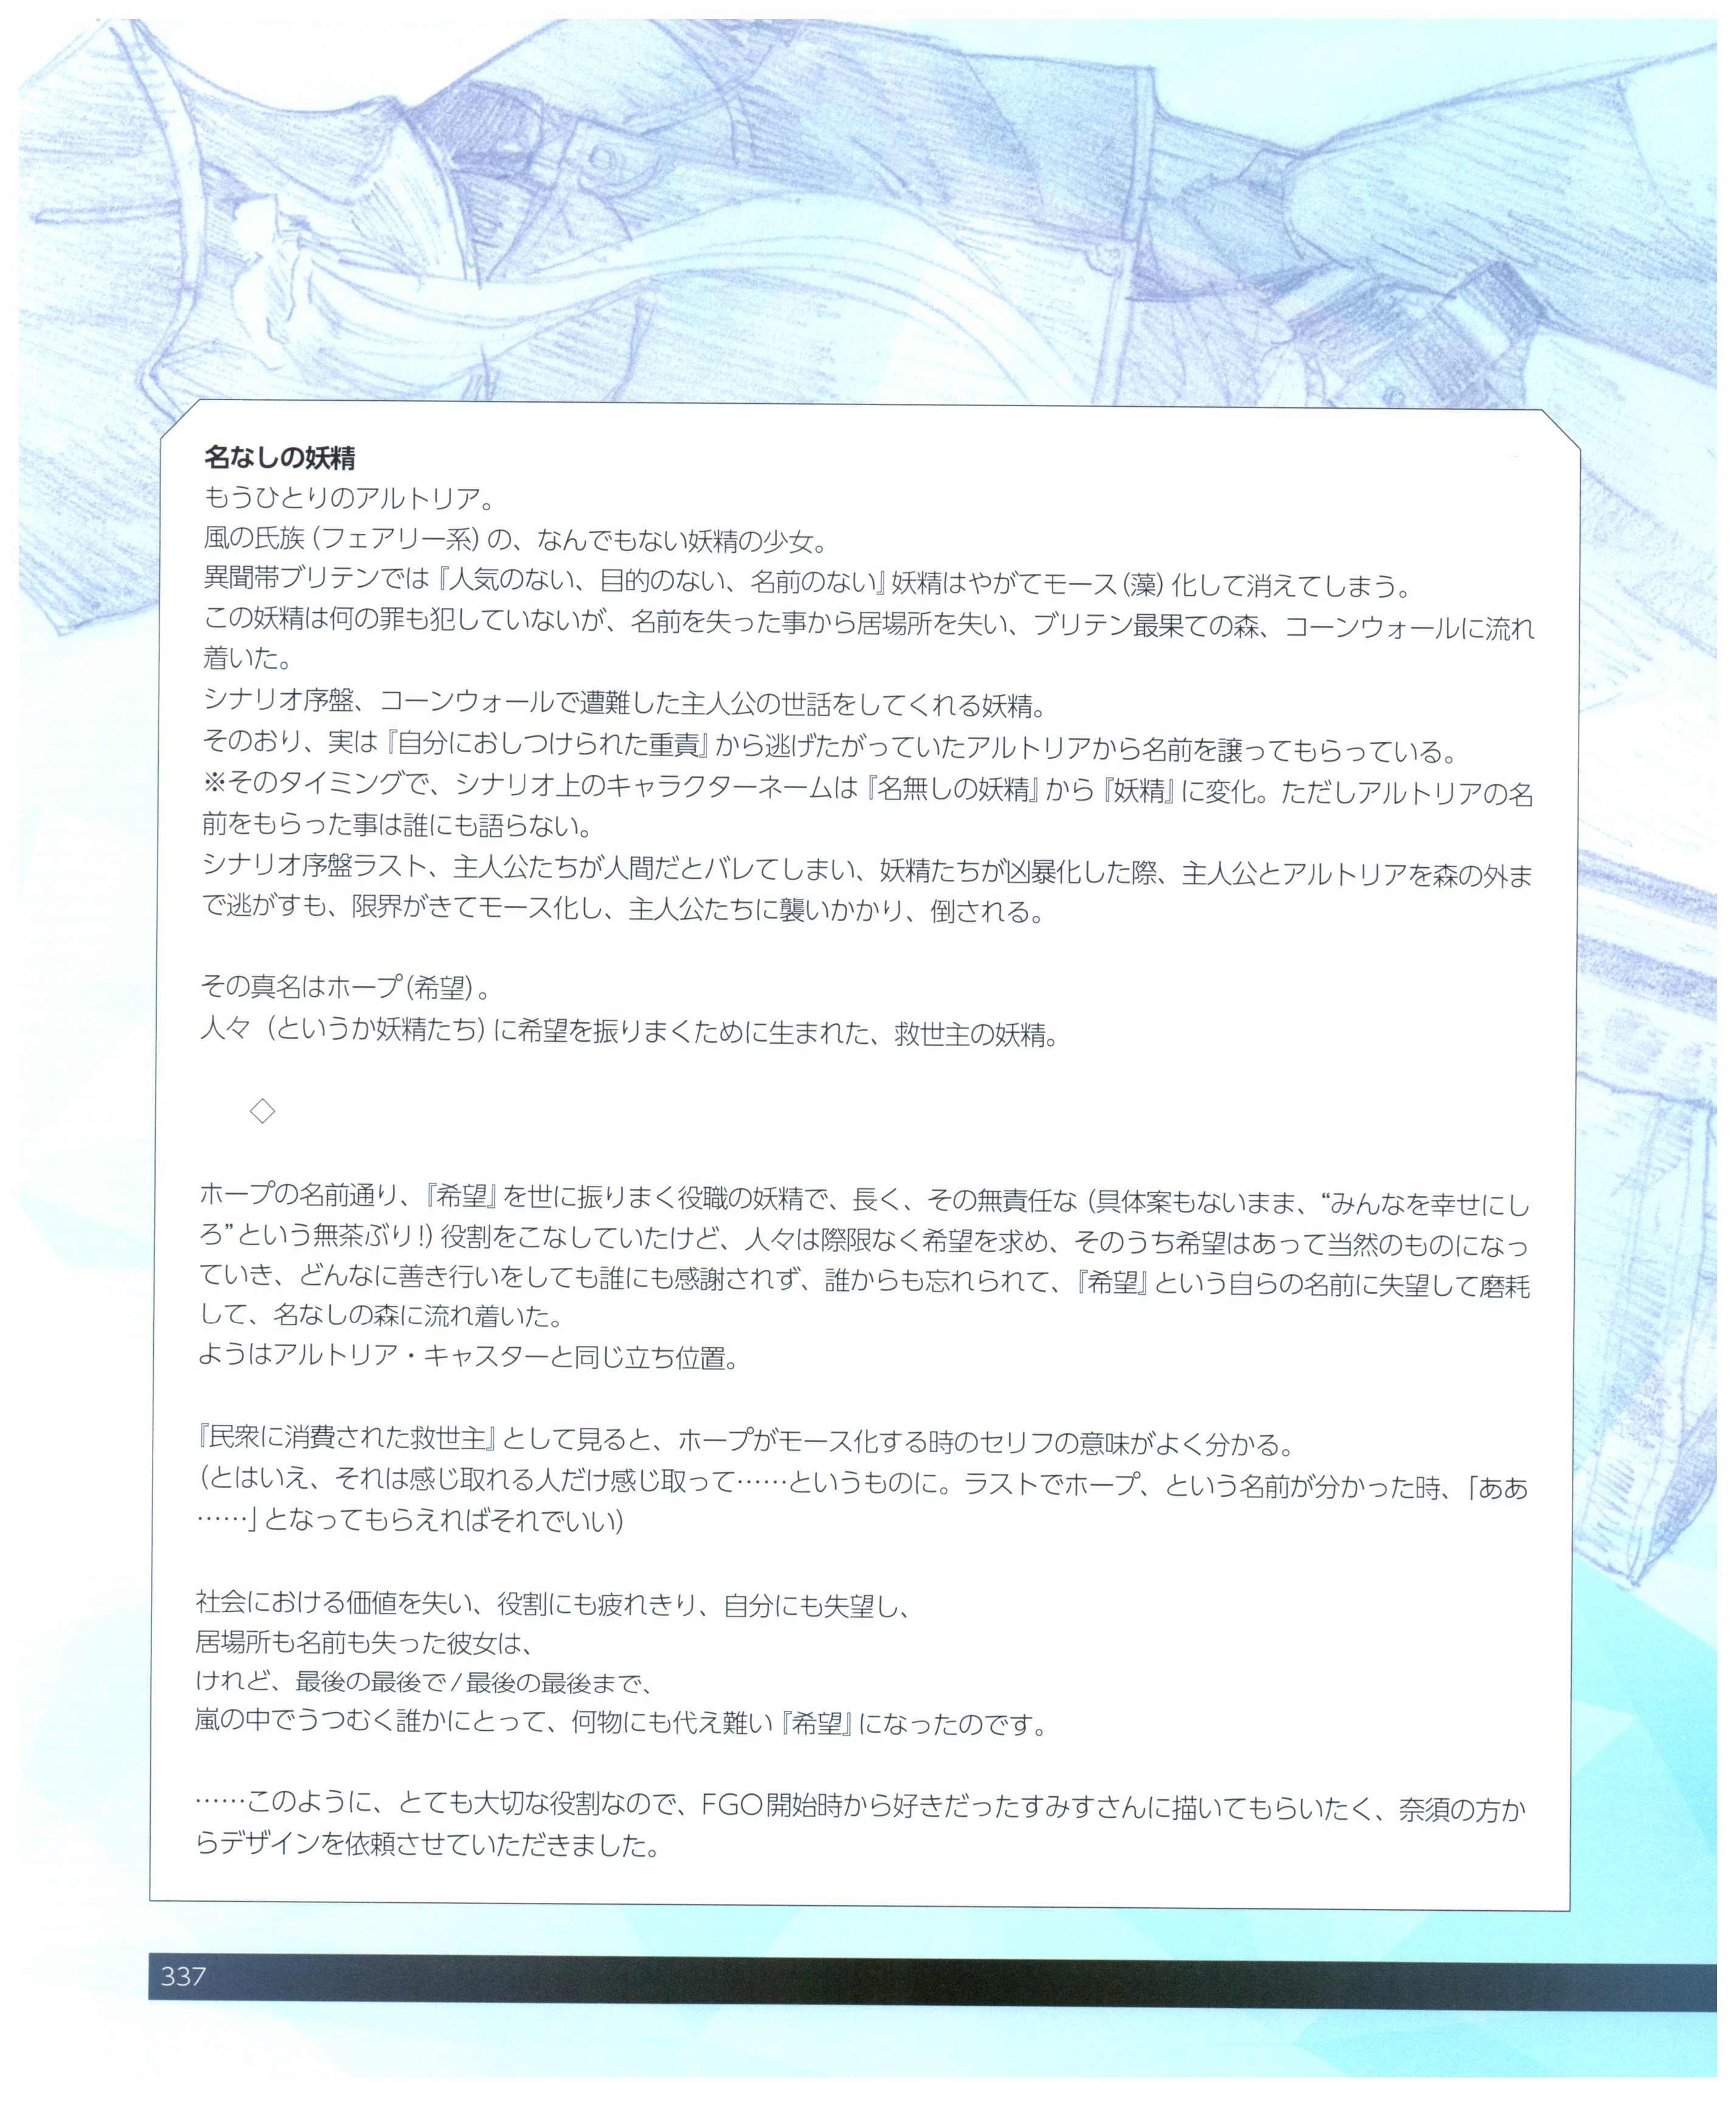 名なしの妖精
もうひとりのアルトリア。
風の氏族(フェアリー系)の、なんでもない妖精の少女。
異聞帯ブリテンでは『人気のない、目的のない、名前のない』妖精はやがてモース(藻)化して消えてしまう。
この妖精は何の罪も犯していないが、名前を失った事から居場所を失い、ブリテン最果ての森、コーンウォールに流れ
着いた。
シナリオ序盤、コーンウォールで遭難した主人公の世話をしてくれる妖精。
そのおり、実は『自分におしつけられた重責』から逃げたがっていたアルトリアから名前を譲ってもらっている。
※そのタイミングで、シナリオ上のキャラクターネームは『名無しの妖精』から『妖精』に変化。ただしアルトリアの名
前をもらった事は誰にも語らない。
シナリオ序盤ラスト、主人公たちが人間だとバレてしまい、妖精たちが凶暴化した際、主人公とアルトリアを森の外ま
で逃がすも、限界がきてモース化し、主人公たちに襲いかかり、倒される。
その真名はホープ(希望)。
人々（というか妖精たち)に希望を振りまくために生まれた、救世主の妖精。
◇
ホープの名前通り、『希望』を世に振りまく役職の妖精で、長く、その無責任な(具体案もないまま、“みんなを幸せにし
ろ”という無茶ぶり!)役割をこなしていたけど、人々は際限なく希望を求め、そのうち希望はあって当然のものになっ
ていき、どんなに善き行いをしても誰にも感謝されず、誰からも忘れられて、『希望』という自らの名前に失望して磨耗
して、名なしの森に流れ着いた。
ようはアルトリア・キャスターと同じ立ち位置。
『民衆に消費された救世主』として見ると、ホープがモース化する時のセリフの意味がよく分かる。
(とはいえ、それは感じ取れる人だけ感じ取って……というものに。ラストでホープ、という名前が分かった時、「ああ
……」となってもらえればそれでいい)
社会における価値を失い、役割にも疲れきり、自分にも失望し、
居場所も名前も失った彼女は、
けれど、最後の最後で/最後の最後まで、
嵐の中でうつむく誰かにとって、何物にも代え難い『希望』になったのです。
……このように、とても大切な役割なので、FGO開始時から好きだったすみすさんに描いてもらいたく、奈須の方か
らデザインを依頼させていただきました。
337